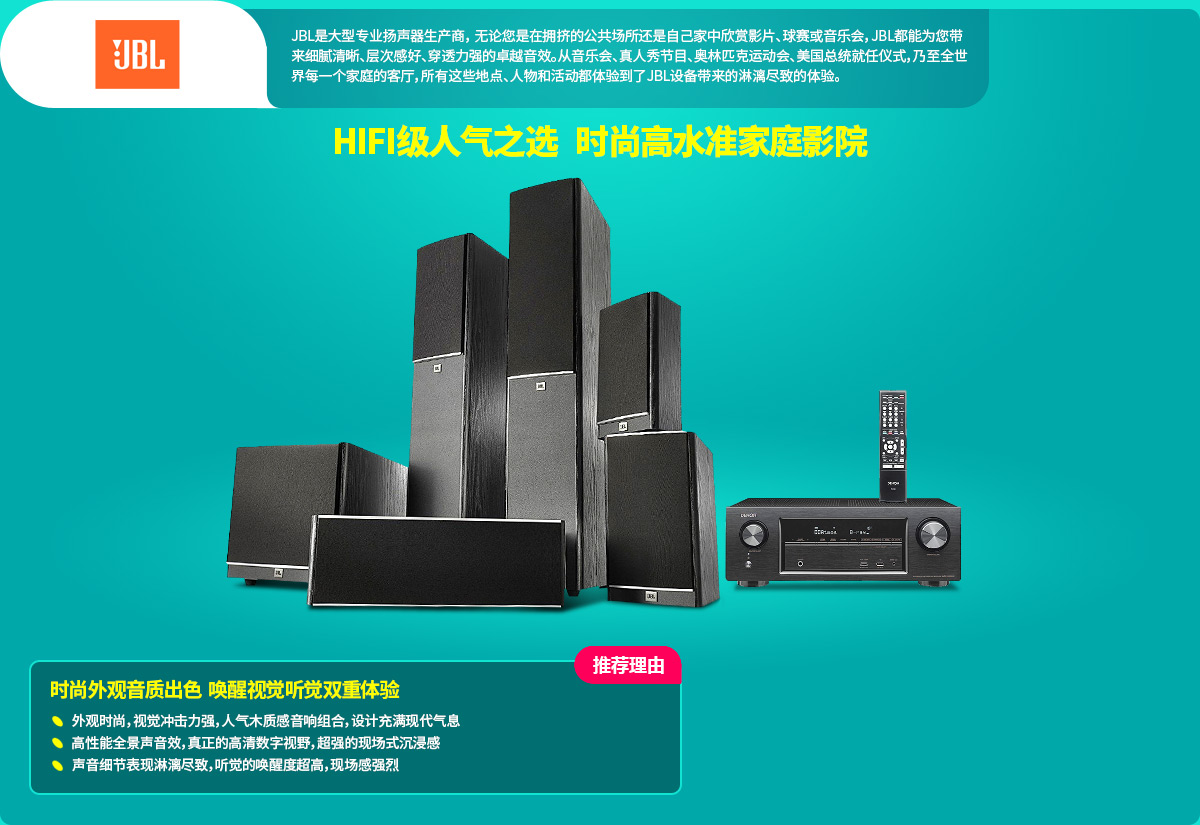 JBL
JBL是大型专业扬声器生产商，无论您是在拥挤的公共场所还是自己家中欣赏影片、球赛或音乐会，JBL都能为您带
来细腻清晰、层次感好、穿透力强的卓越音效。从音乐会、真人秀节目、奥林匹克运动会、美国总统就任仪式，乃至全世
界每一个家庭的客厅，所有这些地点、人物和活动都体验到了JBL设备带来的淋漓尽致的体验。
HIFI级人气之选 时尚高水准家庭影院
JBL
JBL
JBL
JBL
JBL
DENON
DENON
推荐理由
时尚外观音质出色 唤醒视觉听觉双重体验
外观时尚，视觉冲击力强，人气木质感音响组合，设计充满现代气息
高性能全景声音效，真正的高清数字视野，超强的现场式沉浸感
声音细节表现淋漓尽致，听觉的唤醒度超高，现场感强烈